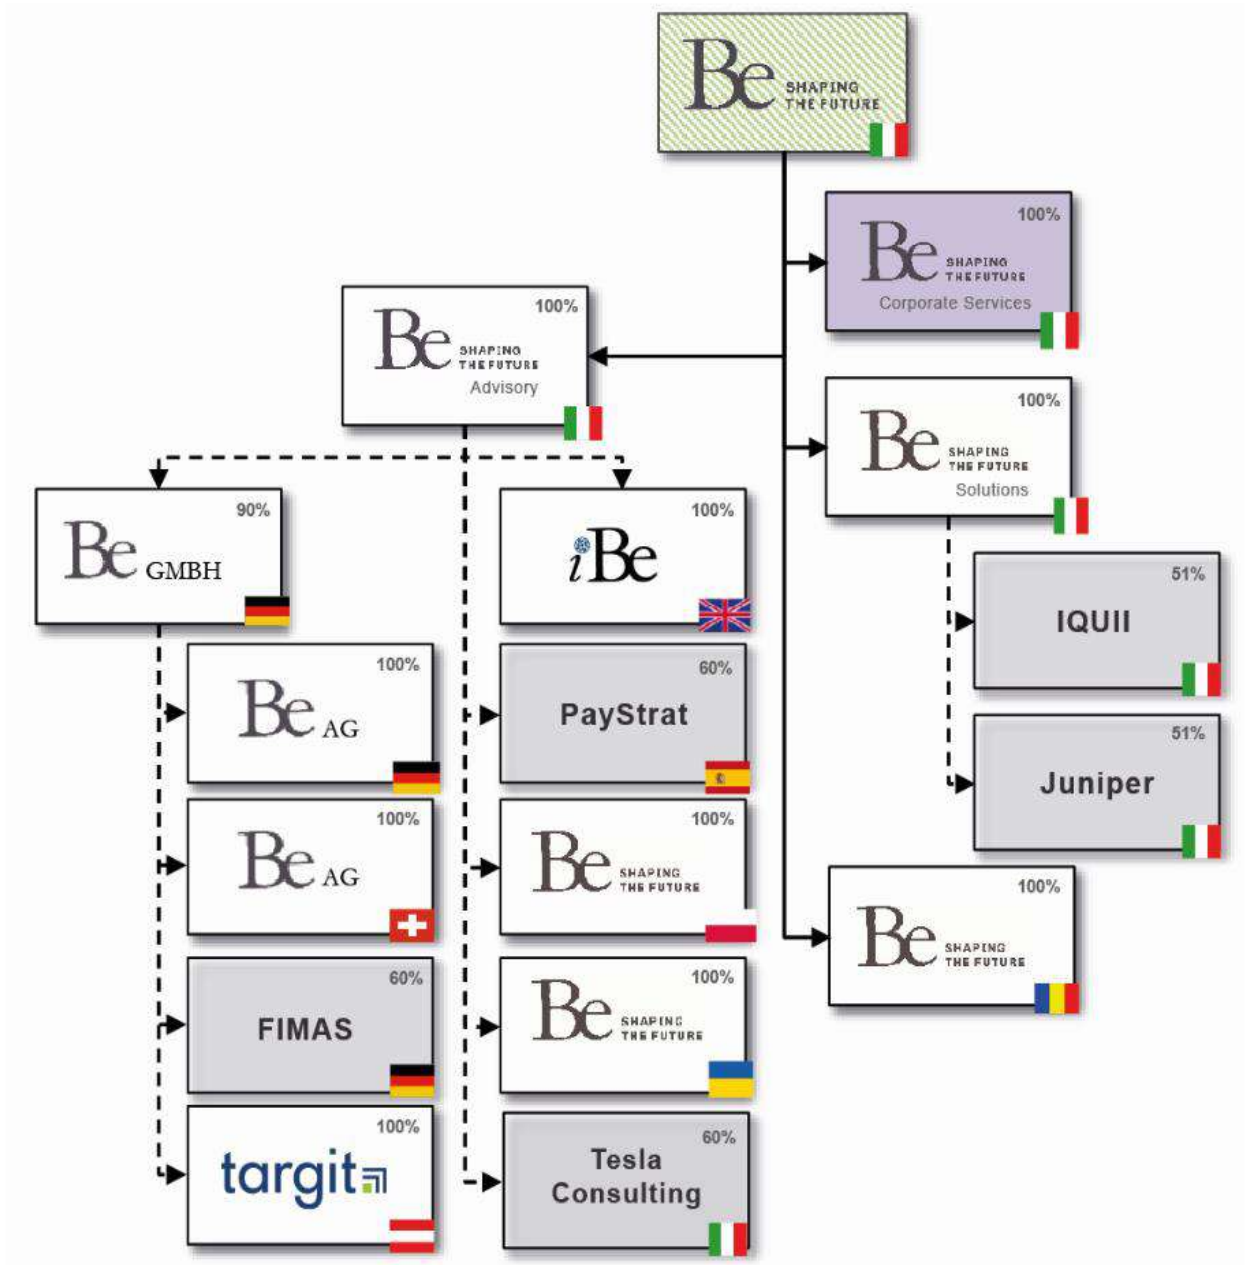 Be SHAPING
THE FUTURE
100%
Be SHAPING
THE FUTURE
Corporate Services
100%
Be SHAPING
THE FUTURE
Advisory
100%
Be SHAPING
THE FUTURE
Solutions
90%
Be GMBH
100%
iBe
51%
IQUII
100%
Be AG
60%
PayStrat
51%
Juniper
100%
Be AG
100%
Be SHAPING
THE FUTURE
100%
Be SHAPING
THE FUTURE
60%
FIMAS
100%
Be SHAPING
THE FUTURE
100%
targit
60%
Tesla
Consulting